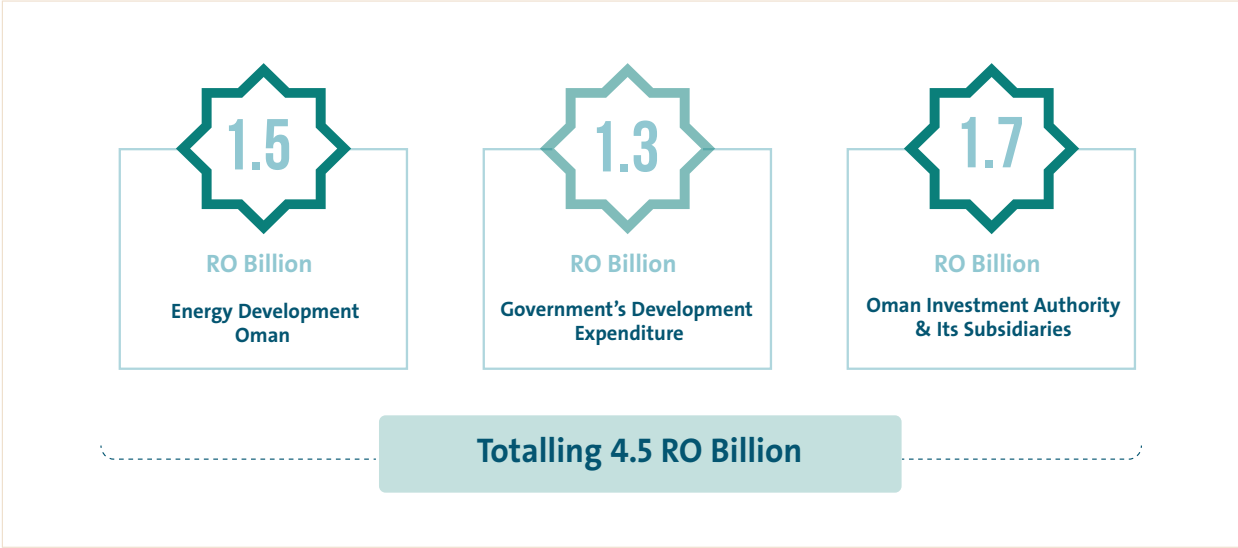 1.5
RO Billion
Energy Development
Oman
1.3
RO Billion
Government’s Development
Expenditure
1.7
RO Billion
Oman Investment Authority
& Its Subsidiaries
Totalling 4.5 RO Billion